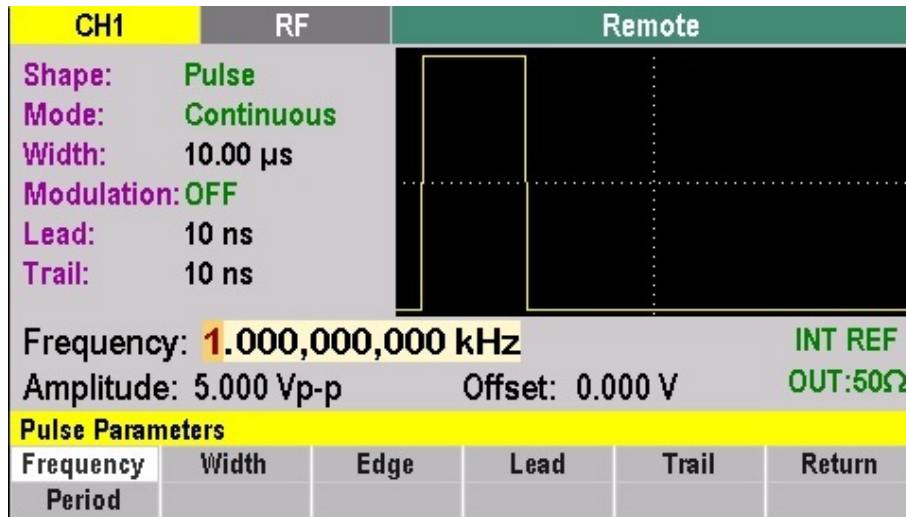 CH1 RF Remote
Shape: Pulse
Mode: Continuous
Width: 10.00 µs
Modulation: OFF
Lead: 10 ns
Trail: 10 ns
Frequency: 1.000,000,000 kHz INT REF
Amplitude: 5.000 Vp-p Offset: 0.000 V OUT:50Ω
Pulse Parameters
Frequency Width Edge Lead Trail Return
Period